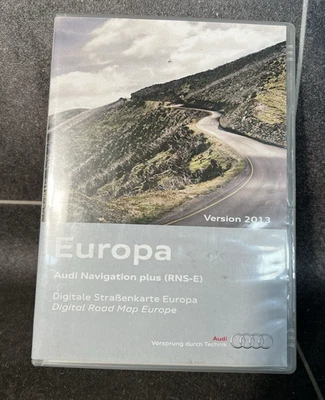 Version 2013
Europa
Audi Navigation plus (RNS-E)
Digitale Straßenkarte Europa
Digital Road Map Europe
Audi
Vorsprung durch Technik